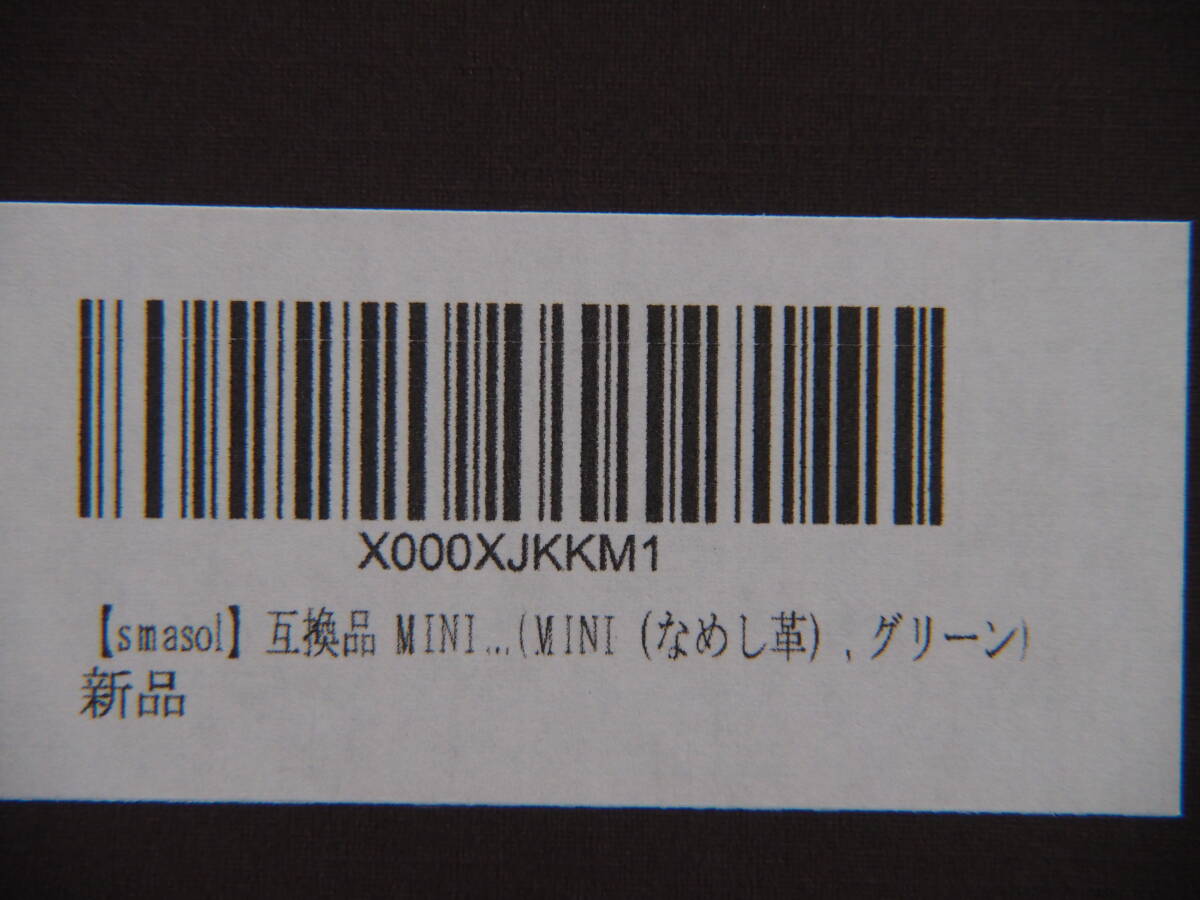 X000XJKKM1
【smasol】互換品 MINI...(MINI (なめし革) , グリーン)
新品